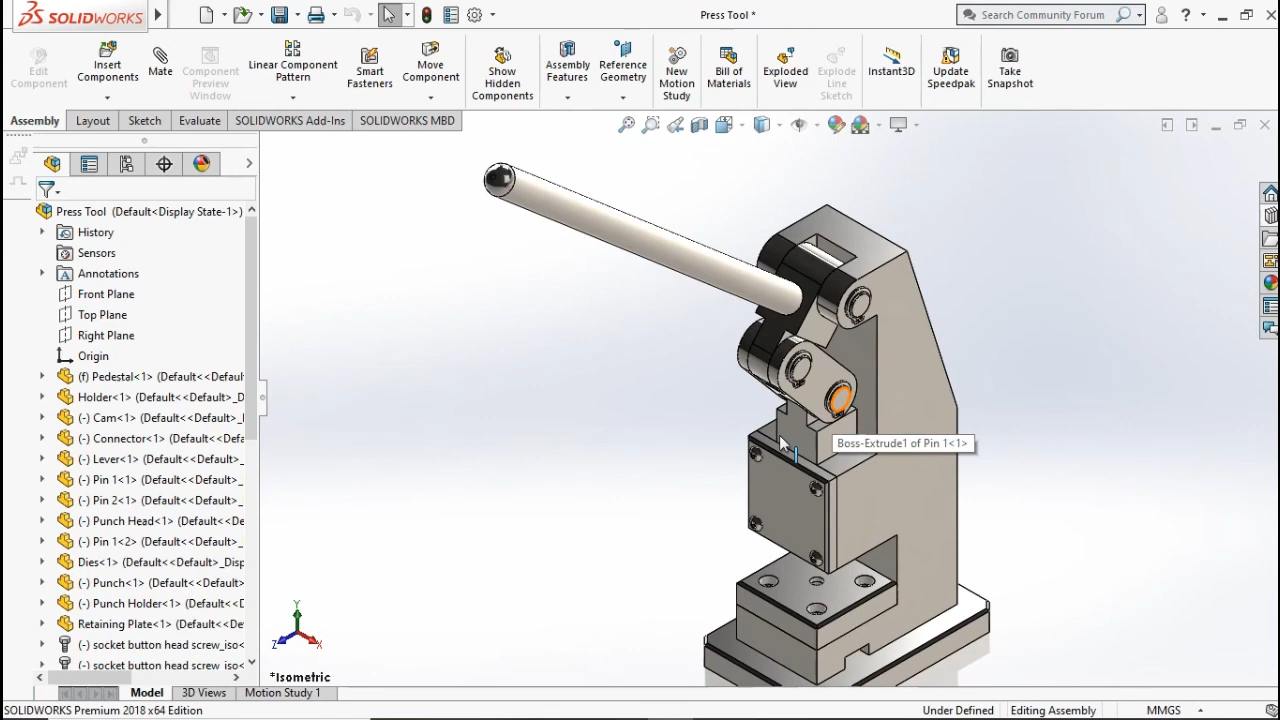 SOLIDWORKS
Press Tool *
Search Community Forum
?
Edit
Component
Insert
Components
Mate
Component
Preview
Window
Linear Component
Pattern
Smart
Fasteners
Move
Component
Show
Hidden
Components
Assembly
Features
Reference
Geometry
New
Motion
Study
Bill of
Materials
Exploded
View
Explode
Line
Sketch
Instant3D
Update
Speedpak
Take
Snapshot
Assembly
Layout
Sketch
Evaluate
SOLIDWORKS Add-Ins
SOLIDWORKS MBD
Press Tool (Default<Display State-1>)
History
Sensors
A
Annotations
Front Plane
Top Plane
Right Plane
Origin
(f) Pedestal<1> (Default<<Defaul
Holder<1> (Default<<Default>_D
(-) Cam<1> (Default<<Default>_
(-) Connector<1> (Default<<Defa
(-) Lever<1> (Default<<Default>_
(-) Pin 1<1> (Default<<Default>_
(-) Pin 2<1> (Default<<Default>_
(-) Punch Head<1> (Default<<De
(-) Pin 1<2> (Default<<Default>_
Dies<1> (Default<<Default>_Disp
(-) Punch<1> (Default<<Default>
(-) Punch Holder<1> (Default<<D
Retaining Plate<1> (Default<<De
(-) socket button head screw_iso<
(-) socket button head screw_iso<
Boss-Extrude1 of Pin 1<1>
Y
Z
X
*Isometric
Model
3D Views
Motion Study 1
SOLIDWORKS Premium 2018 x64 Edition
Under Defined
Editing Assembly
MMGS